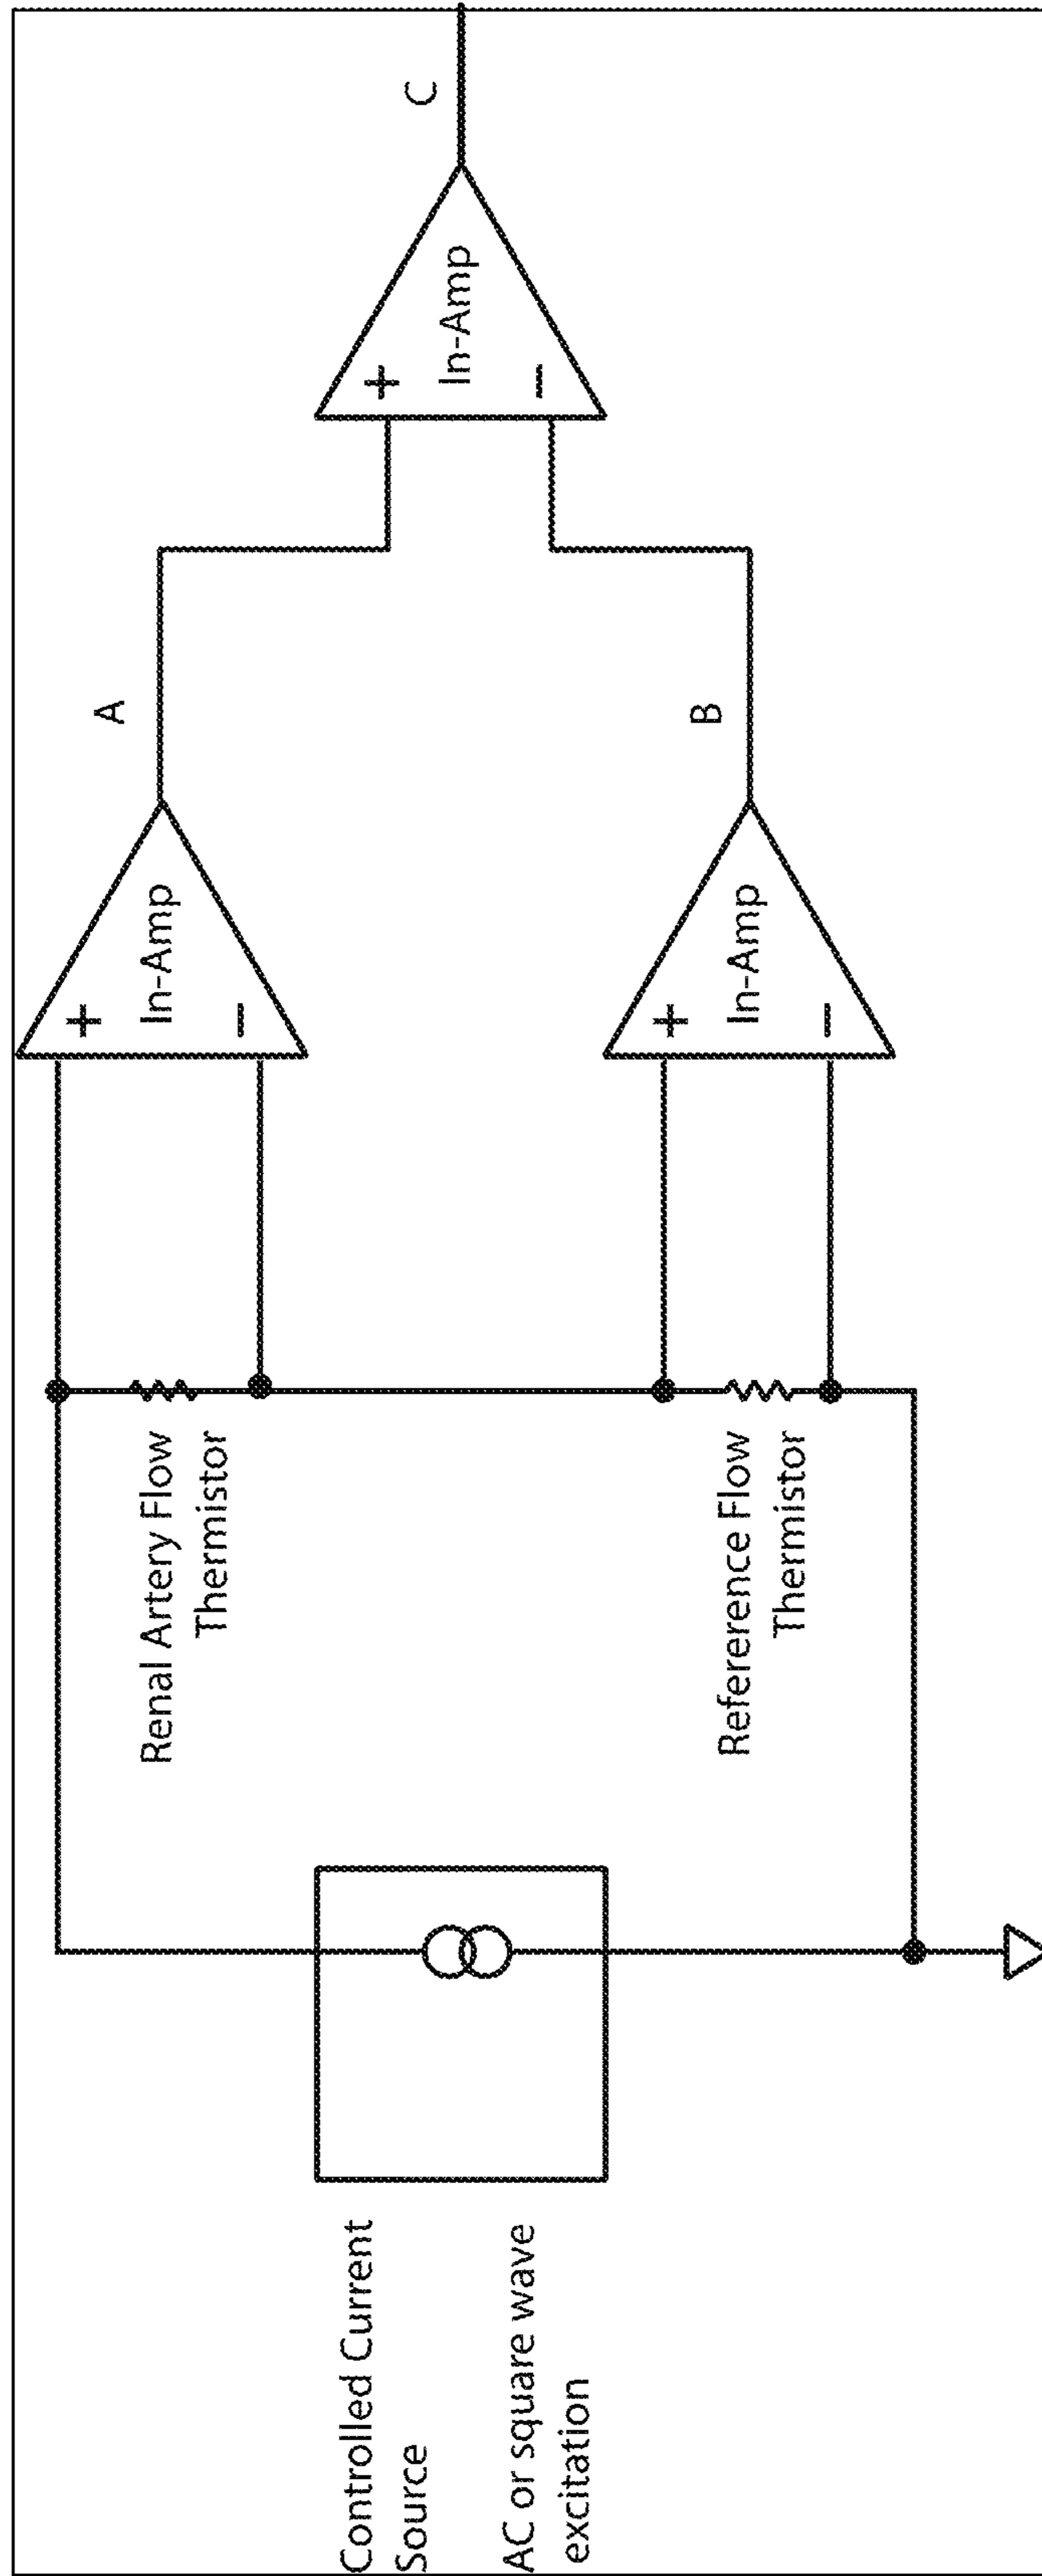 Controlled Current
Source
AC or square wave
excitation
Renal Artery Flow
Thermistor
Refererence Flow
Thermistor
+
In-Amp
−
A
+
In-Amp
−
B
+
In-Amp
−
C